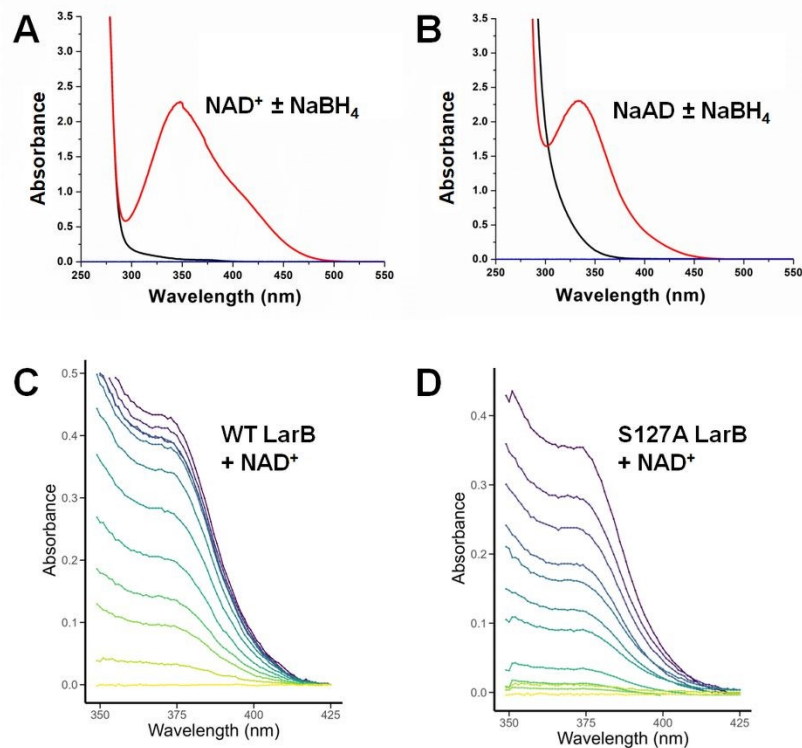 A
3.5
3.0
2.5
2.0
1.5
1.0
0.5
0.0
Absorbance
NAD⁺ ± NaBH₄
250 300 350 400 450 500 550
Wavelength (nm)
B
3.5
3.0
2.5
2.0
1.5
1.0
0.5
0.0
Absorbance
NaAD ± NaBH₄
250 300 350 400 450 500 550
Wavelength (nm)
C
0.5
0.4
0.3
0.2
0.1
0.0
Absorbance
WT LarB
+ NAD⁺
350 375 400 425
Wavelength (nm)
D
0.4
0.3
0.2
0.1
0.0
Absorbance
S127A LarB
+ NAD⁺
350 375 400 425
Wavelength (nm)